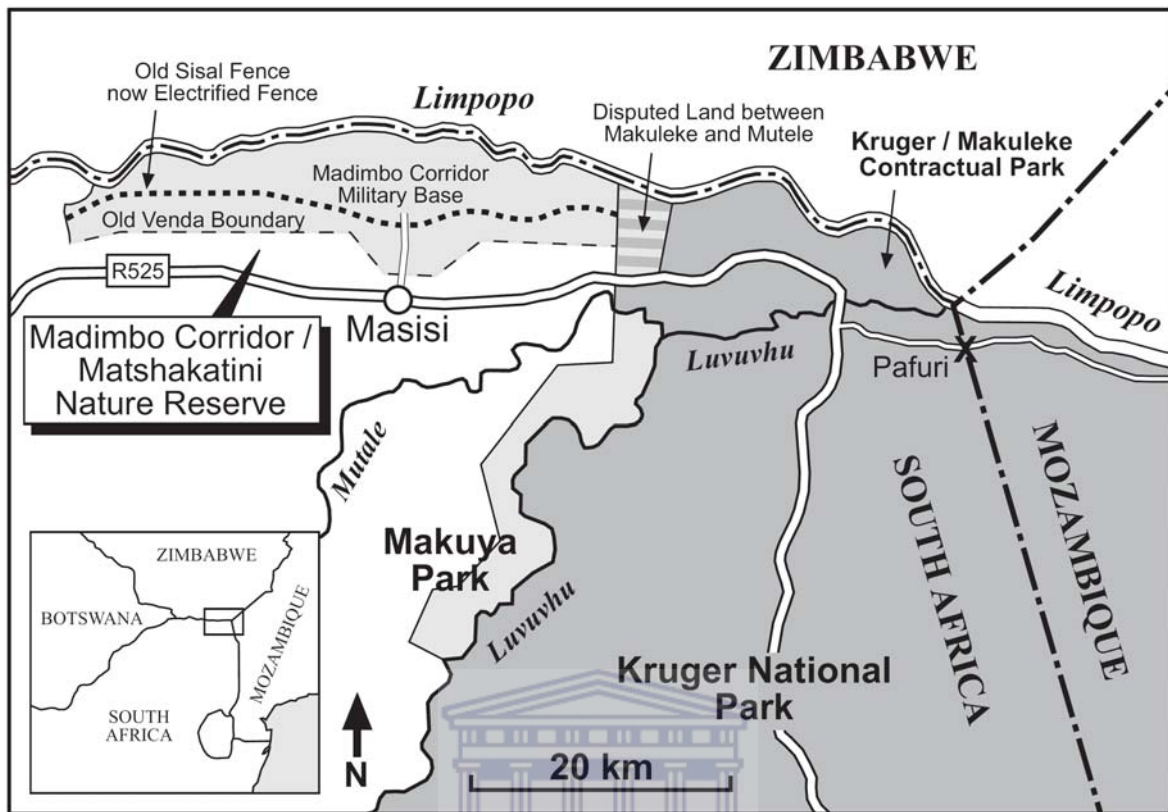 ZIMBABWE
Old Sisal Fence
now Electrified Fence
Limpopo
Disputed Land between
Makuleke and Mutele
Kruger / Makuleke
Contractual Park
Madimbo Corridor
Military Base
Old Venda Boundary
R525
Limpopo
Masisi
Madimbo Corridor /
Matshakatini
Nature Reserve
Luvuvhu
Pafuri
X
Mutale
SOUTH AFRICA
MOZAMBIQUE
Makuya
Park
Luvuvhu
Kruger National
Park
ZIMBABWE
BOTSWANA
MOZAMBIQUE
SOUTH
AFRICA
N
20 km